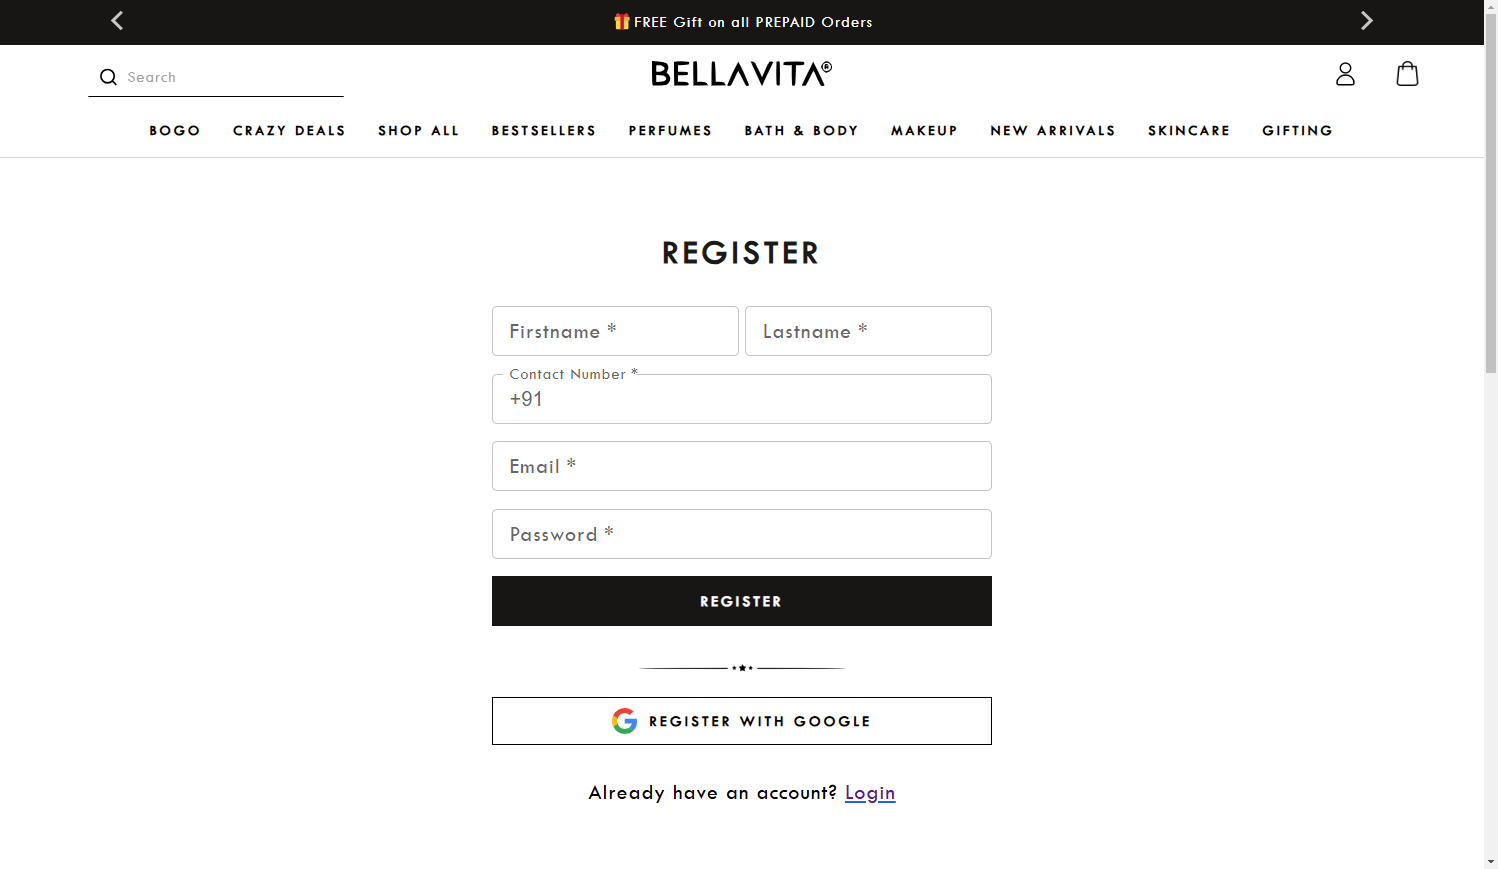 🎁FREE Gift on all PREPAID Orders
Search
BELLAVITA®
BOGO CRAZY DEALS SHOP ALL BESTSELLERS PERFUMES BATH & BODY MAKEUP NEW ARRIVALS SKINCARE GIFTING
REGISTER
Firstname * Lastname *
Contact Number *
+91
Email *
Password *
REGISTER
REGISTER WITH GOOGLE
Already have an account? Login